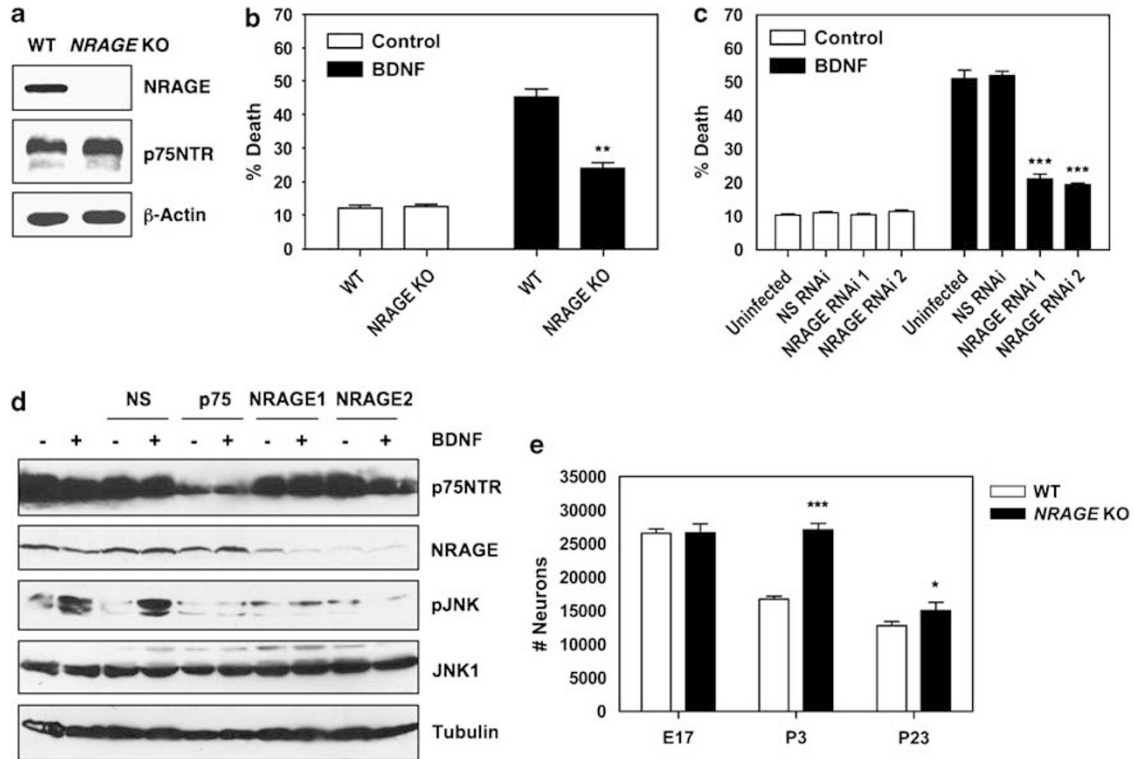 a
WT NRAGE KO
NRAGE
p75NTR
β-Actin
b
70
60
50
40
30
20
10
0
% Death
Control
BDNF
**
WT
NRAGE KO
WT
NRAGE KO
c
70
60
50
40
30
20
10
0
% Death
Control
BDNF
***
***
Uninfected
NS RNAi
NRAGE RNAi 1
NRAGE RNAi 2
Uninfected
NS RNAi
NRAGE RNAi 1
NRAGE RNAi 2
d
NS p75 NRAGE1 NRAGE2
- + - + - + - + - + BDNF
p75NTR
NRAGE
pJNK
JNK1
Tubulin
e
35000
30000
25000
20000
15000
10000
5000
0
# Neurons
WT
NRAGE KO
***
*
E17 P3 P23